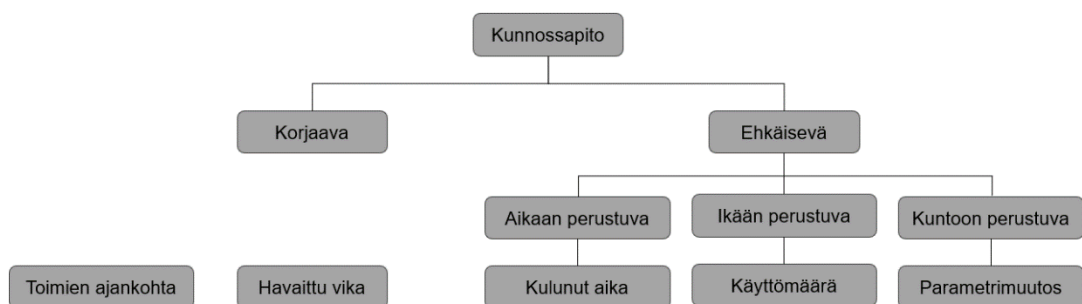 Kunnossapito
Korjaava
Ehkäisevä
Aikaan perustuva
Ikään perustuva
Kuntoon perustuva
Toimien ajankohta
Havaittu vika
Kulunut aika
Käyttömäärä
Parametrimuutos